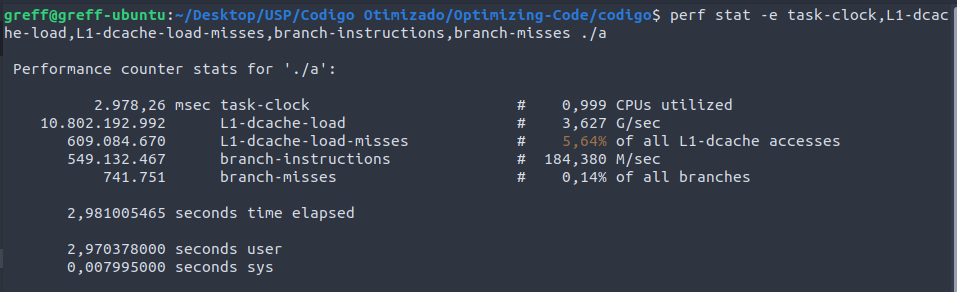 greff@greff-ubuntu:~/Desktop/USP/Codigo Otimizado/Optimizing-Code/codigo$ perf stat -e task-clock,L1-dcac
he-load,L1-dcache-load-misses,branch-instructions,branch-misses ./a
Performance counter stats for './a':
2.978,26 msec task-clock # 0,999 CPUs utilized
10.802.192.992 L1-dcache-load # 3,627 G/sec
609.084.670 L1-dcache-load-misses # 5,64% of all L1-dcache accesses
549.132.467 branch-instructions # 184,380 M/sec
741.751 branch-misses # 0,14% of all branches
2,981005465 seconds time elapsed
2,970378000 seconds user
0,007995000 seconds sys